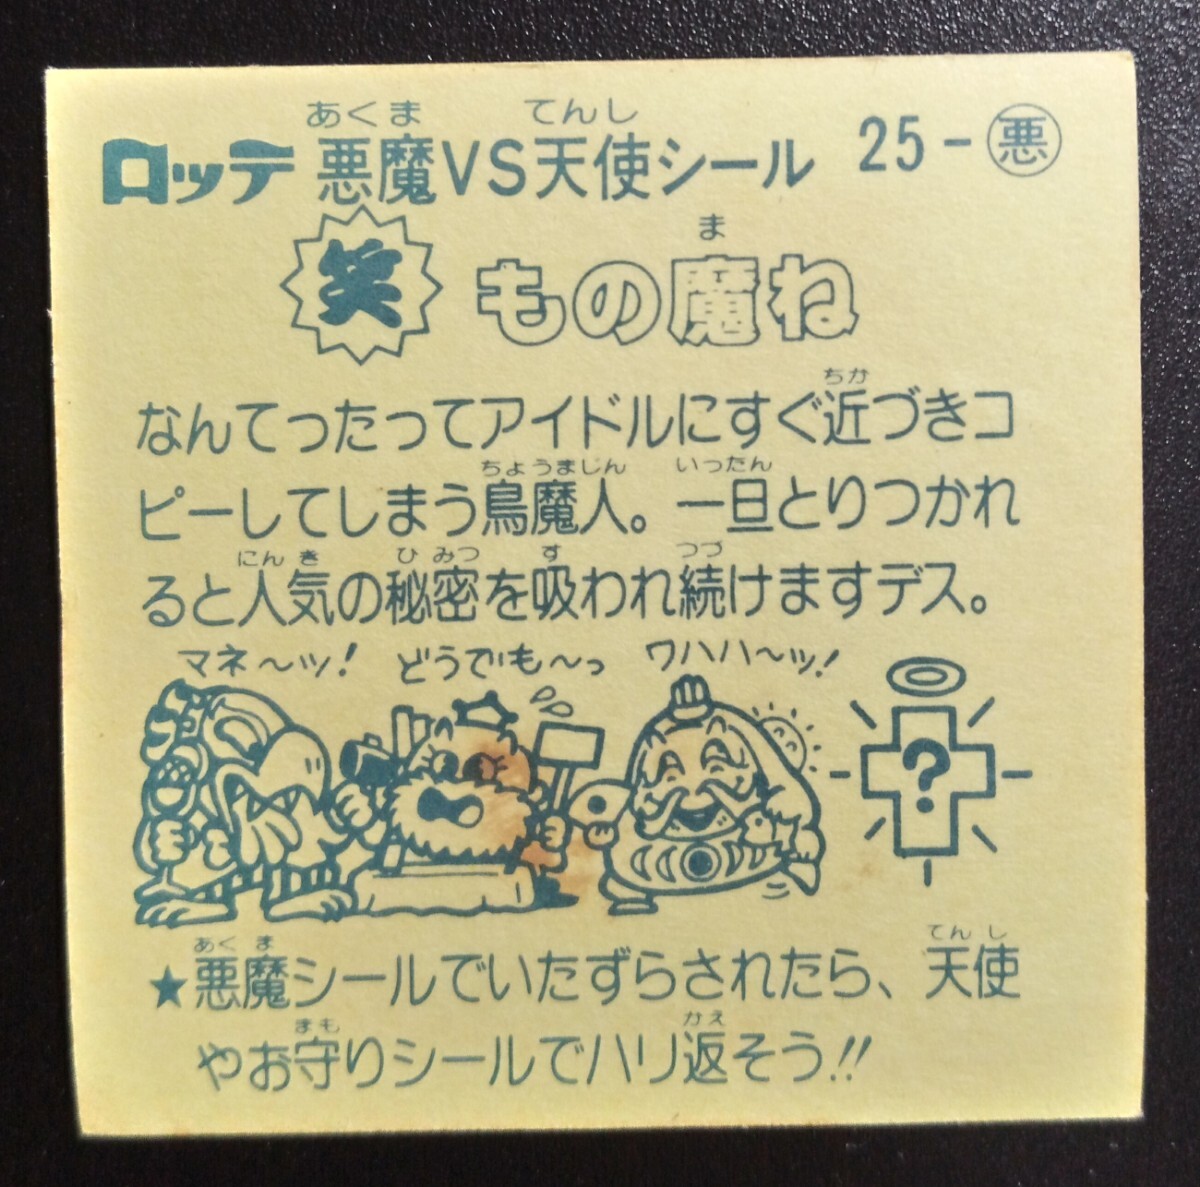 あくま てんし
ロッテ 悪魔VS天使シール 25-悪
ま
笑 もの魔ね
ちか
なんてったってアイドルにすぐ近づきコ
ちょうまじん いったん
ピーしてしまう鳥魔人。一旦とりつかれ
にんき ひみつ す つづ
ると人気の秘密を吸われ続けますデス。
マネ〜ッ! どうでも〜っ ワハハ〜ッ!
?
あくま てんし
★悪魔シールでいたずらされたら、天使
まも かえ
やお守りシールでハリ返そう!!